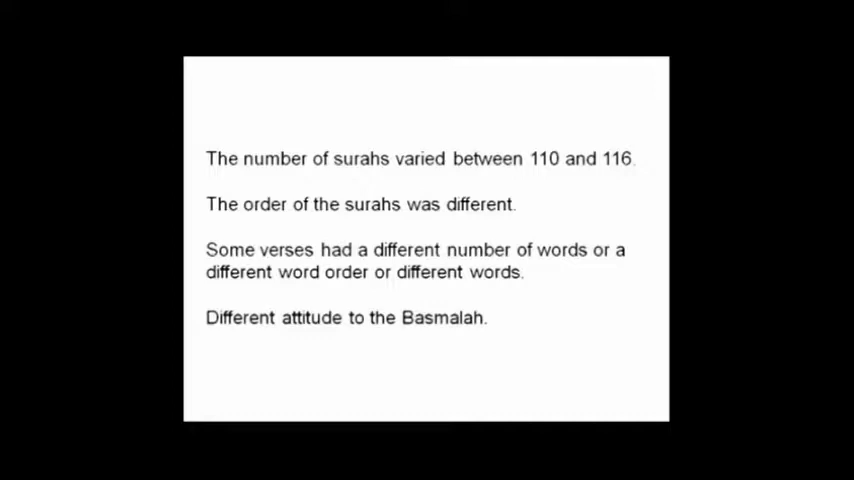 The number of surahs varied between 110 and 116.
The order of the surahs was different.
Some verses had a different number of words or a
different word order or different words.
Different attitude to the Basmalah.